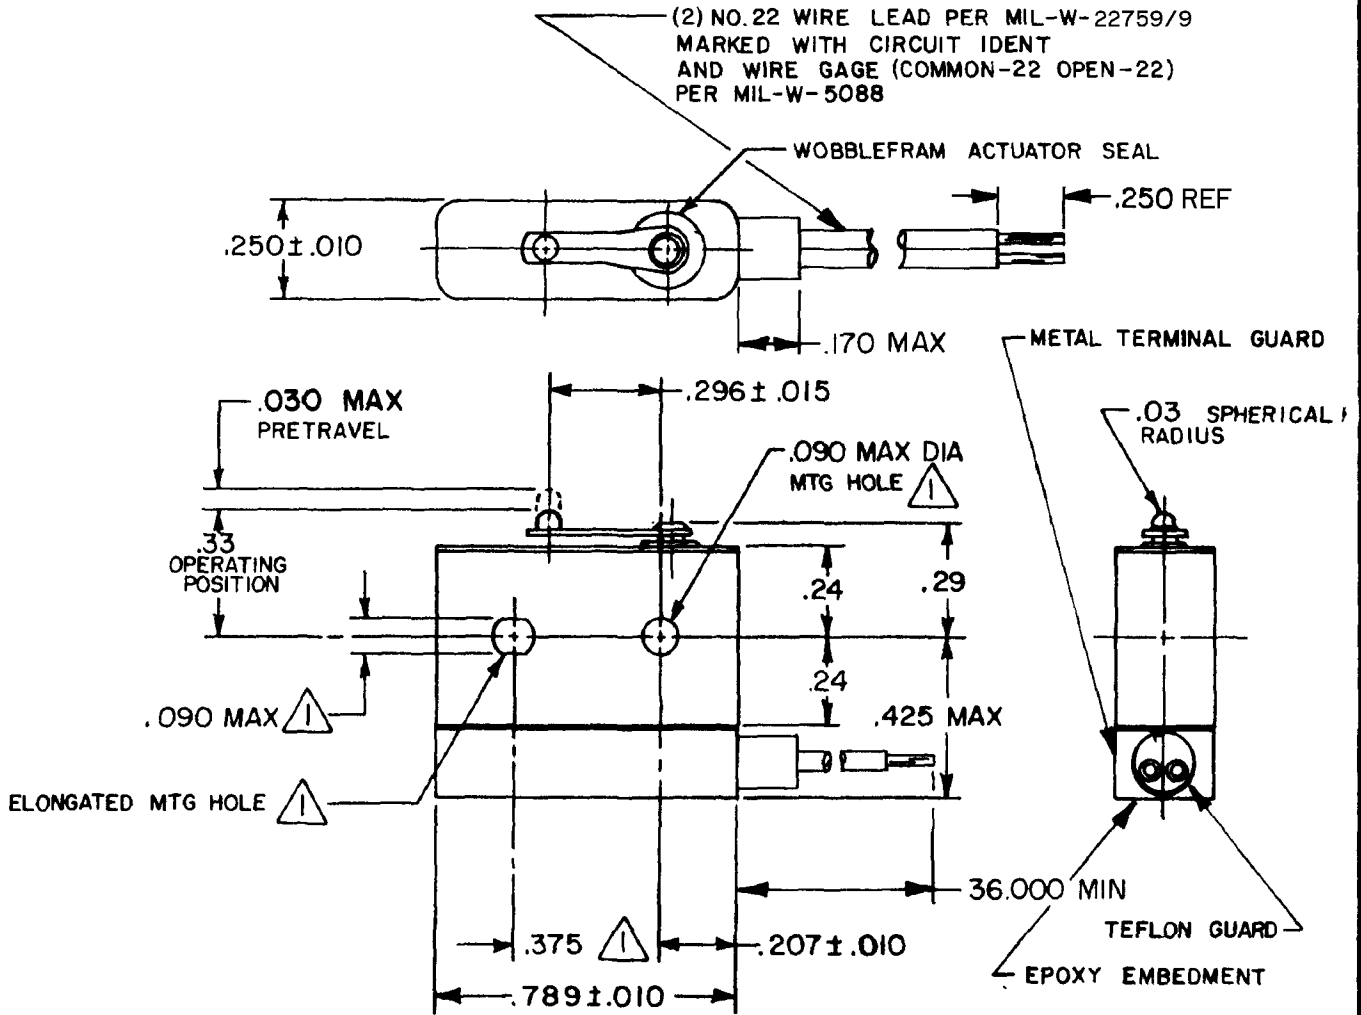 (2) NO.22 WIRE LEAD PER MIL-W-22759/9
MARKED WITH CIRCUIT IDENT
AND WIRE GAGE (COMMON-22 OPEN-22)
PER MIL-W-5088
WOBBLEFRAM ACTUATOR SEAL
.250 REF
.250±.010
.170 MAX
METAL TERMINAL GUARD
.296±.015
.030 MAX
PRETRAVEL
.03 SPHERICAL
RADIUS
.090 MAX DIA
MTG HOLE 1
.33
OPERATING
POSITION
.24
.29
.24
.090 MAX 1
.425 MAX
ELONGATED MTG HOLE 1
36.000 MIN
TEFLON GUARD
.375 1
.207±.010
EPOXY EMBEDMENT
.789±.010